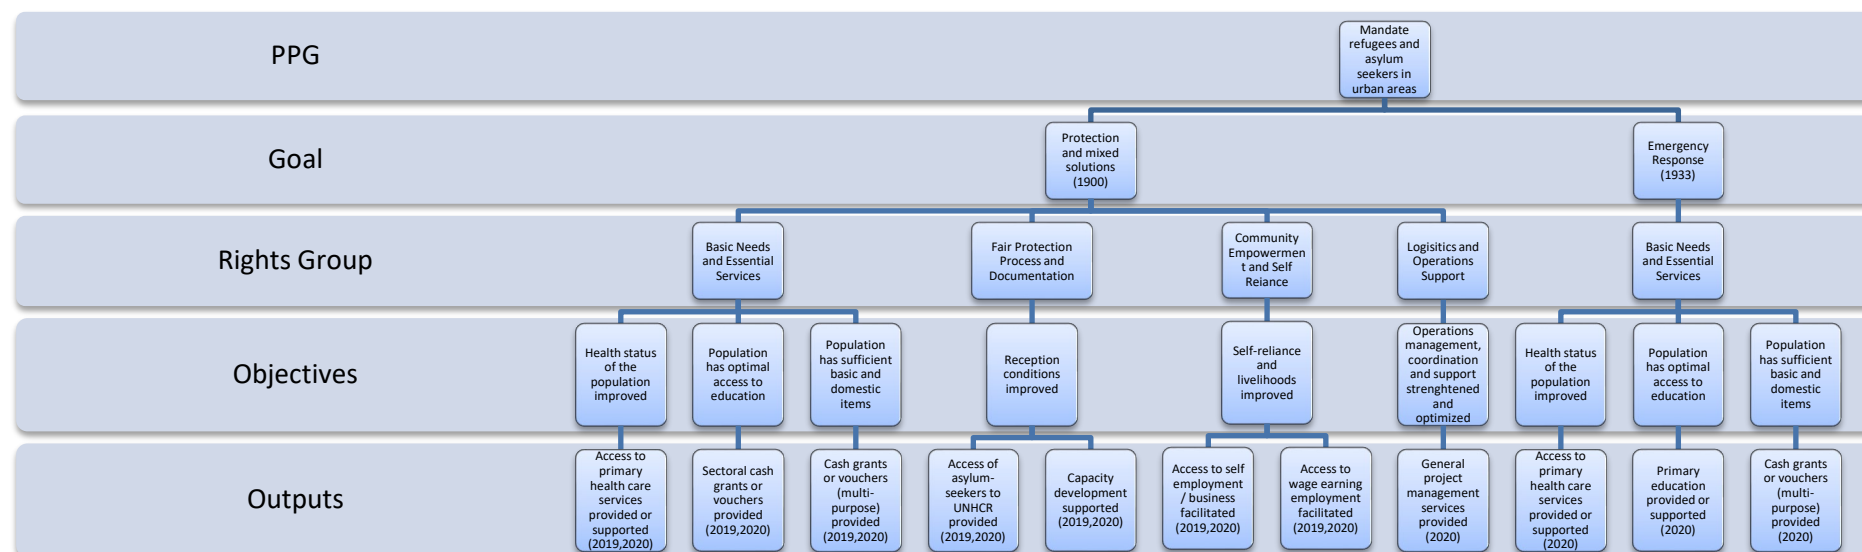 PPG
Mandate
refugees and
asylum
seekers in
urban areas
Goal
Protection
and mixed
solutions
(1900)
Emergency
Response
(1933)
Rights Group
Basic Needs
and Essential
Services
Fair Protection
Process and
Documentation
Community
Empowermen
t and Self
Reiance
Logisitics and
Operations
Support
Basic Needs
and Essential
Services
Objectives
Health status
of the
population
improved
Population
has optimal
access to
education
Population
has sufficient
basic and
domestic
items
Reception
conditions
improved
Self-reliance
and
livelihoods
improved
Operations
management,
coordination
and support
strenghtened
and
optimized
Health status
of the
population
improved
Population
has optimal
access to
education
Population
has sufficient
basic and
domestic
items
Outputs
Access to
primary
health care
services
provided or
supported
(2019,2020)
Sectoral cash
grants or
vouchers
provided
(2019,2020)
Cash grants
or vouchers
(multi-
purpose)
provided
(2019,2020)
Access of
asylum-
seekers to
UNHCR
provided
(2019,2020)
Capacity
development
supported
(2019,2020)
Access to self
employment
/ business
facilitated
(2019,2020)
Access to
wage earning
employment
facilitated
(2019,2020)
General
project
management
services
provided
(2020)
Access to
primary
health care
services
provided or
supported
(2020)
Primary
education
provided or
supported
(2020)
Cash grants
or vouchers
(multi-
purpose)
provided
(2020)